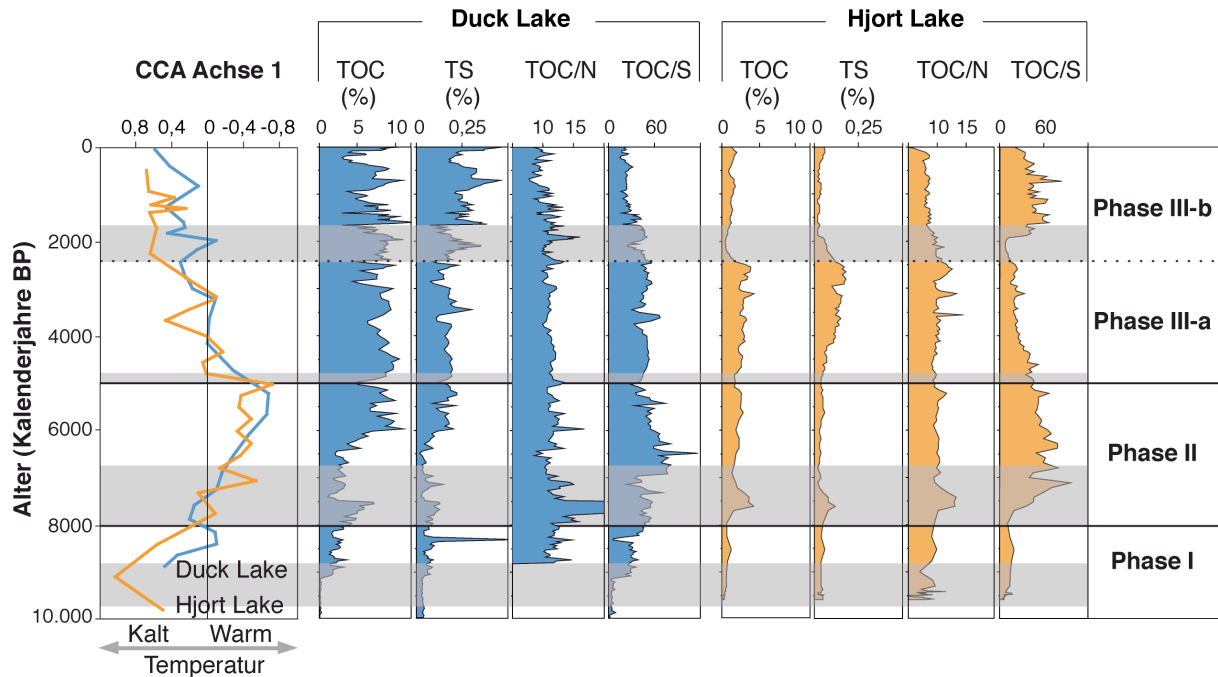 Duck Lake
Hjort Lake
CCA Achse 1
TOC (%)
TS (%)
TOC/N
TOC/S
TOC (%)
TS (%)
TOC/N
TOC/S
0,8 0,4 0 -0,4 -0,8
0 5 10
0 0,25
10 15
0 60
0 5 10
0 0,25
10 15
0 60
Alter (Kalenderjahre BP)
0
2000
4000
6000
8000
10.000
Phase III-b
Phase III-a
Phase II
Phase I
Duck Lake
Hjort Lake
Kalt Warm
Temperatur